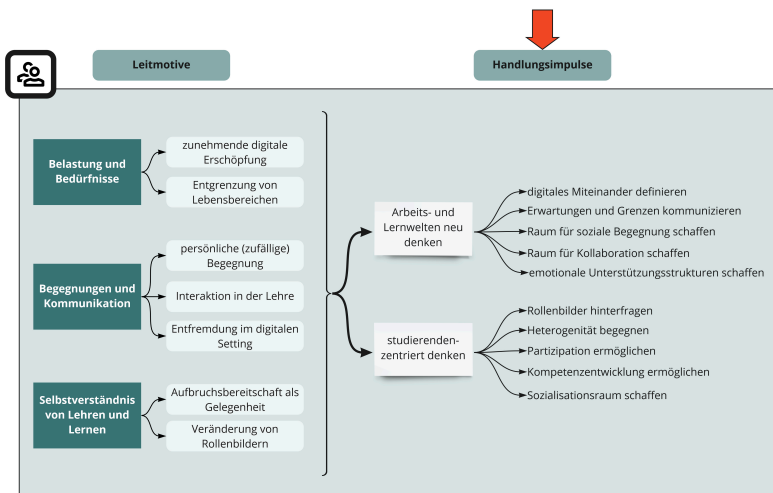 Leitmotive
Handlungsimpulse
Belastung und
Bedürfnisse
zunehmende digitale
Erschöpfung
Entgrenzung von
Lebensbereichen
Begegnungen und
Kommunikation
persönliche (zufällige)
Begegnung
Interaktion in der Lehre
Entfremdung im digitalen
Setting
Selbstverständnis
von Lehren und
Lernen
Aufbruchsbereitschaft als
Gelegenheit
Veränderung von
Rollenbildern
Arbeits- und
Lernwelten neu
denken
digitales Miteinander definieren
Erwartungen und Grenzen kommunizieren
Raum für soziale Begegnung schaffen
Raum für Kollaboration schaffen
emotionale Unterstützungsstrukturen schaffen
studierenden-
zentriert denken
Rollenbilder hinterfragen
Heterogenität begegnen
Partizipation ermöglichen
Kompetenzentwicklung ermöglichen
Sozialisationsraum schaffen